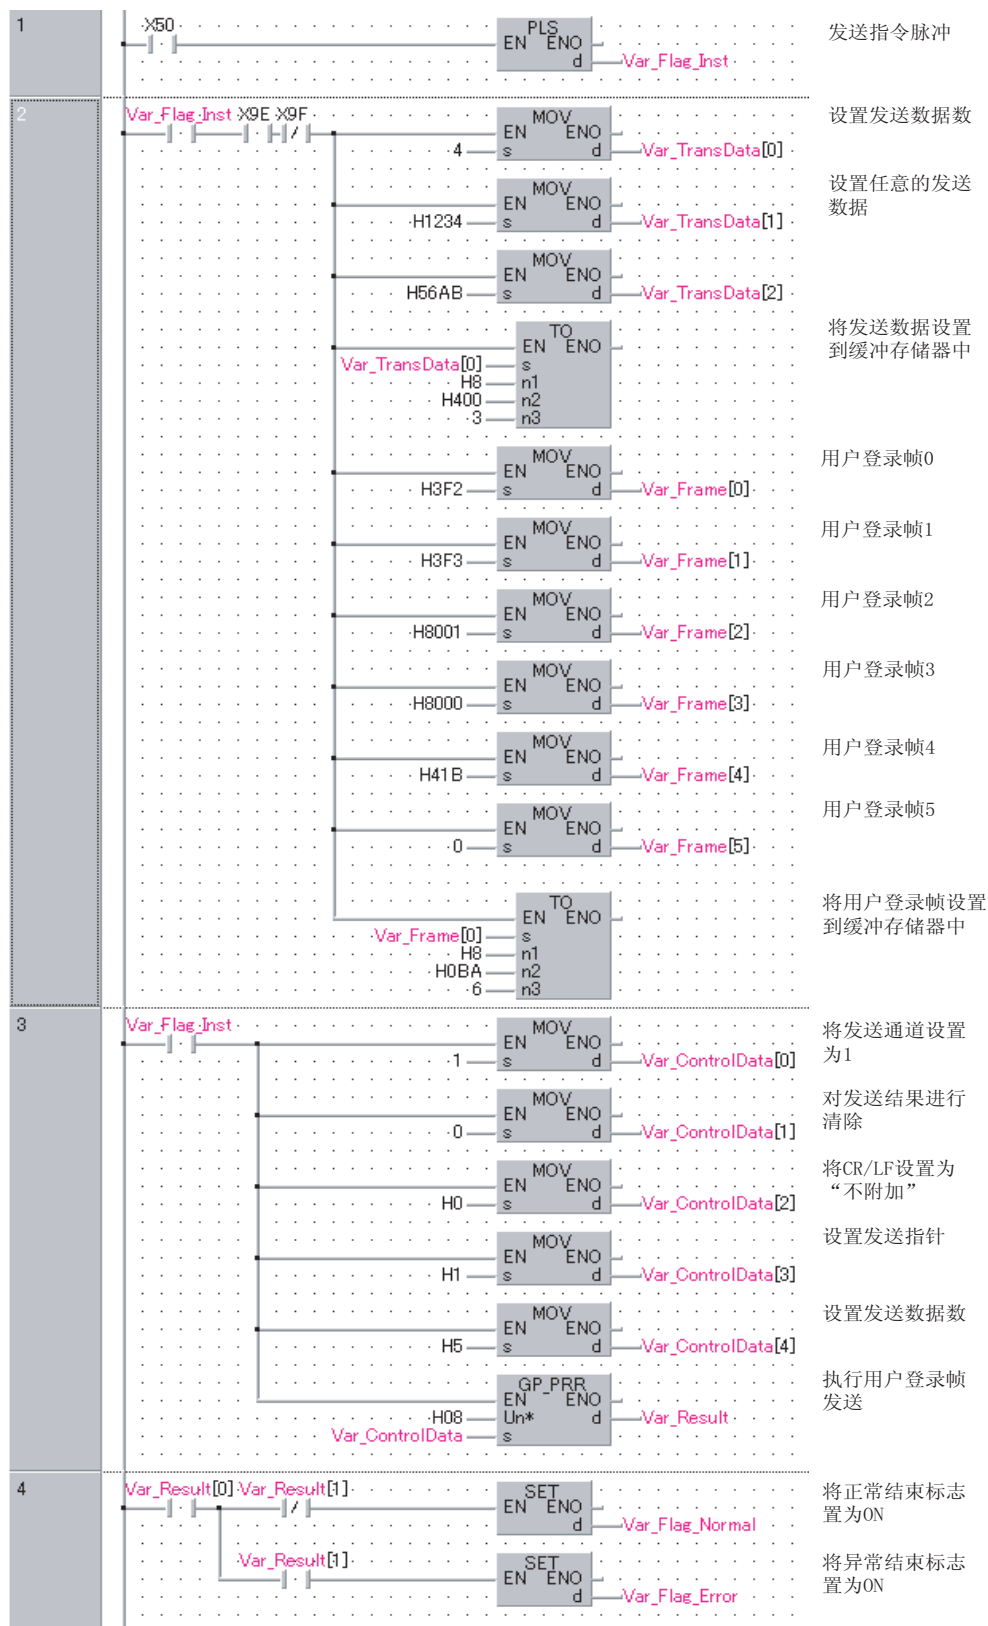 1
X50
PLS
EN ENO
d
Var_Flag_Inst
发送指令脉冲
2
Var_Flag_Inst X9E X9F
MOV
EN ENO
4 s d Var_TransData[0]
设置发送数据数
MOV
EN ENO
H1234 s d Var_TransData[1]
设置任意的发送
数据
MOV
EN ENO
H56AB s d Var_TransData[2]
TO
EN ENO
Var_TransData[0] s
H8 n1
H400 n2
3 n3
将发送数据设置
到缓冲存储器中
MOV
EN ENO
H3F2 s d Var_Frame[0]
用户登录帧0
MOV
EN ENO
H3F3 s d Var_Frame[1]
用户登录帧1
MOV
EN ENO
H8001 s d Var_Frame[2]
用户登录帧2
MOV
EN ENO
H8000 s d Var_Frame[3]
用户登录帧3
MOV
EN ENO
H41B s d Var_Frame[4]
用户登录帧4
MOV
EN ENO
0 s d Var_Frame[5]
用户登录帧5
TO
EN ENO
Var_Frame[0] s
H8 n1
H0BA n2
6 n3
将用户登录帧设置
到缓冲存储器中
3
Var_Flag_Inst
MOV
EN ENO
1 s d Var_ControlData[0]
将发送通道设置
为1
MOV
EN ENO
0 s d Var_ControlData[1]
对发送结果进行
清除
MOV
EN ENO
H0 s d Var_ControlData[2]
将CR/LF设置为
“不附加”
MOV
EN ENO
H1 s d Var_ControlData[3]
设置发送指针
MOV
EN ENO
H5 s d Var_ControlData[4]
设置发送数据数
GP_PRR
EN ENO
H08 Un* d Var_Result
Var_ControlData s
执行用户登录帧
发送
4
Var_Result[0] Var_Result[1]
SET
EN ENO
d Var_Flag_Normal
将正常结束标志
置为ON
Var_Result[1]
SET
EN ENO
d Var_Flag_Error
将异常结束标志
置为ON